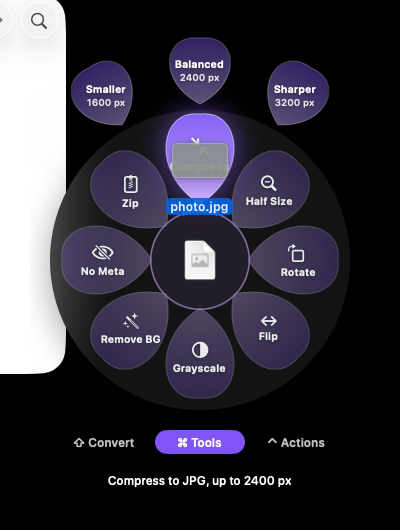 Balanced
2400 px
Smaller
1600 px
Sharper
3200 px
Compress
photo.jpg
Zip
Half Size
No Meta
Rotate
Remove BG
Flip
Grayscale
⇧ Convert
⌘ Tools
⌃ Actions
Compress to JPG, up to 2400 px